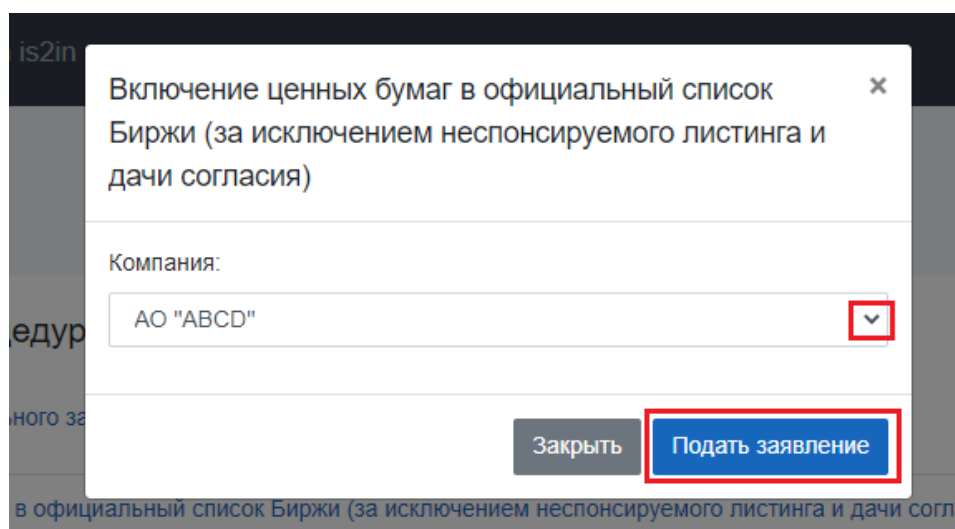 is2in
Включение ценных бумаг в официальный список
Биржи (за исключением неспонсируемого листинга и
дачи согласия)
×
Компания:
АО "ABCD"
едур
ного за
Закрыть
Подать заявление
в официальный список Биржи (за исключением неспонсируемого листинга и дачи согл